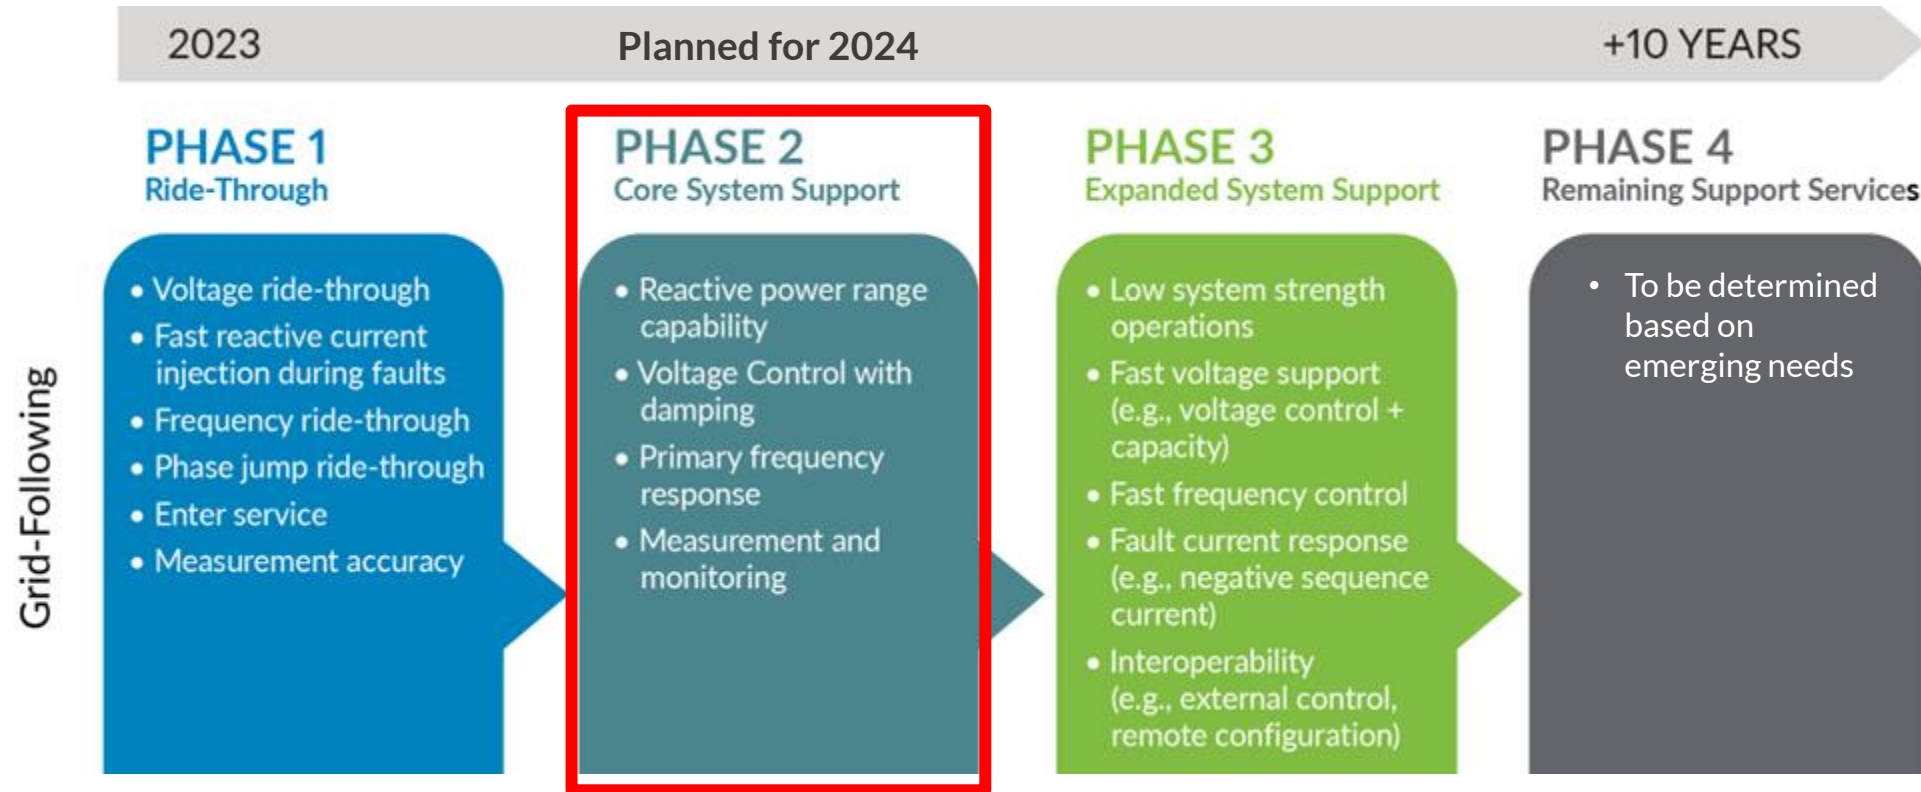 2023
Planned for 2024
+10 YEARS
Grid-Following
PHASE 1
Ride-Through
• Voltage ride-through
• Fast reactive current
injection during faults
• Frequency ride-through
• Phase jump ride-through
• Enter service
• Measurement accuracy
PHASE 2
Core System Support
• Reactive power range
capability
• Voltage Control with
damping
• Primary frequency
response
• Measurement and
monitoring
PHASE 3
Expanded System Support
• Low system strength
operations
• Fast voltage support
(e.g., voltage control +
capacity)
• Fast frequency control
• Fault current response
(e.g., negative sequence
current)
• Interoperability
(e.g., external control,
remote configuration)
PHASE 4
Remaining Support Services
• To be determined
based on
emerging needs